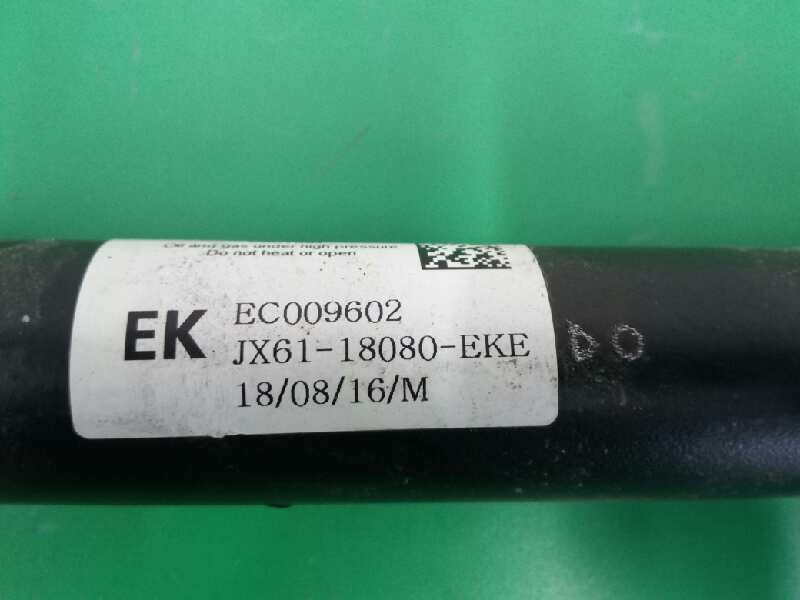 Oil and gas under high pressure
Do not heat or open
EK
EC009602
JX61-18080-EKE
18/08/16/M
DO